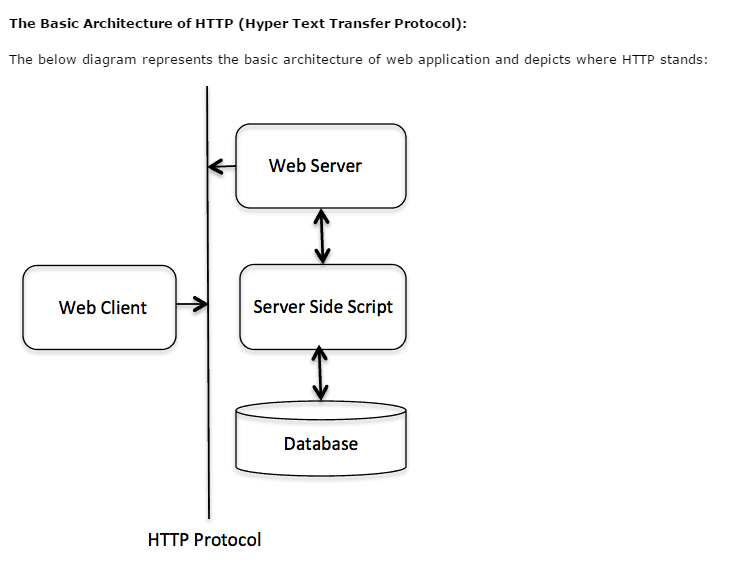 The Basic Architecture of HTTP (Hyper Text Transfer Protocol):
The below diagram represents the basic architecture of web application and depicts where HTTP stands:
Web Server
Web Client
Server Side Script
Database
HTTP Protocol